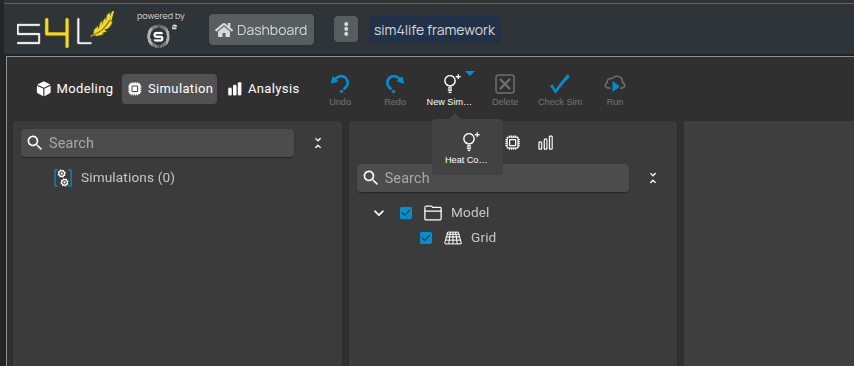 S4L
powered by
S
2
Dashboard
sim4life framework
Modeling
Simulation
Analysis
Undo
Redo
New Sim...
Delete
Check Sim
Run
Search
Heat Co...
Search
Simulations (0)
Model
Grid